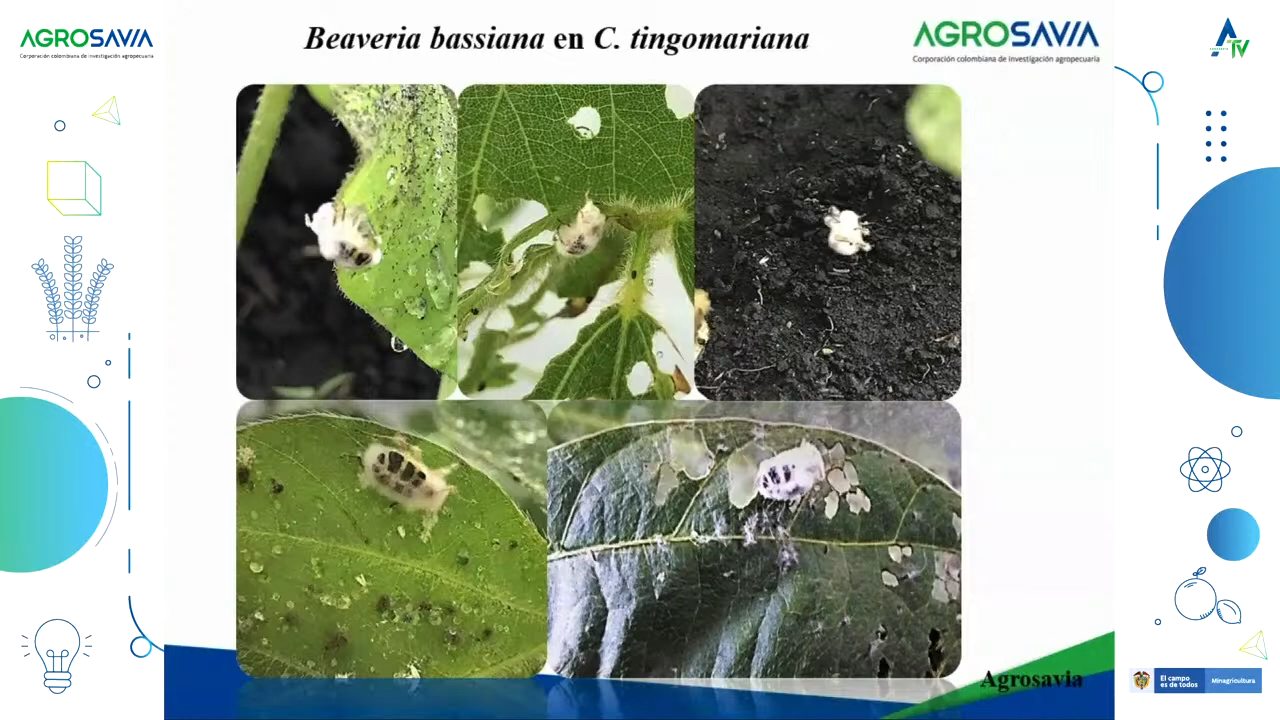 AGROSAVIA
Corporación colombiana de investigación agropecuaria
Beaveria bassiana en C. tingomariana
AGROSAVIA
Corporación colombiana de investigación agropecuaria
TV
Agrosavia
El campo
es de todos
Minagricultura